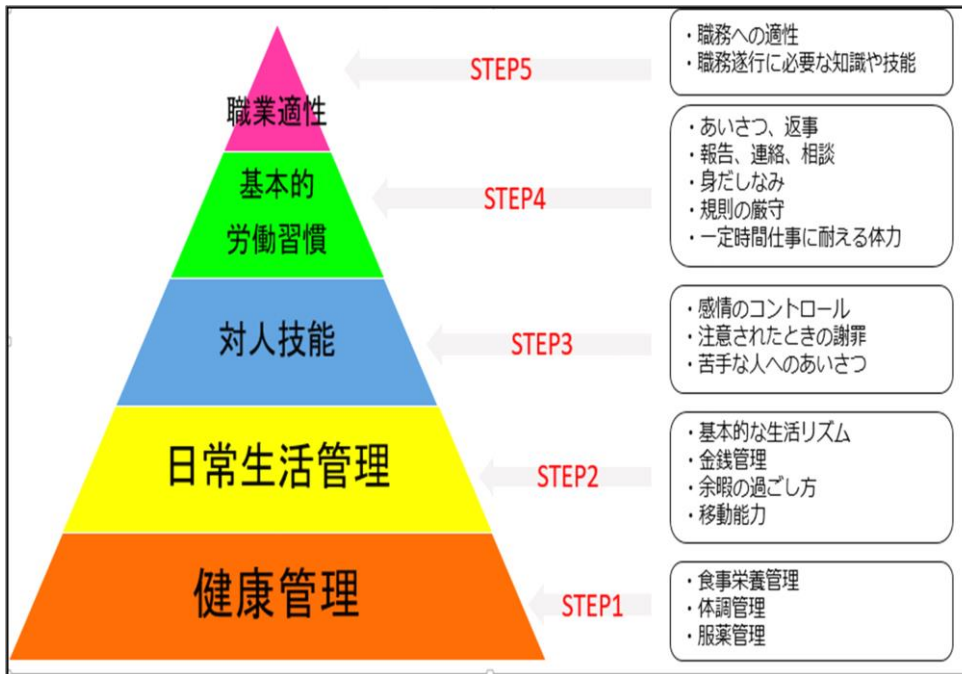 職業適性
STEP5
・職務への適性
・職務遂行に必要な知識や技能
基本的
労働習慣
STEP4
・あいさつ、返事
・報告、連絡、相談
・身だしなみ
・規則の厳守
・一定時間仕事に耐える体力
対人技能
STEP3
・感情のコントロール
・注意されたときの謝罪
・苦手な人へのあいさつ
日常生活管理
STEP2
・基本的な生活リズム
・金銭管理
・余暇の過ごし方
・移動能力
健康管理
STEP1
・食事栄養管理
・体調管理
・服薬管理